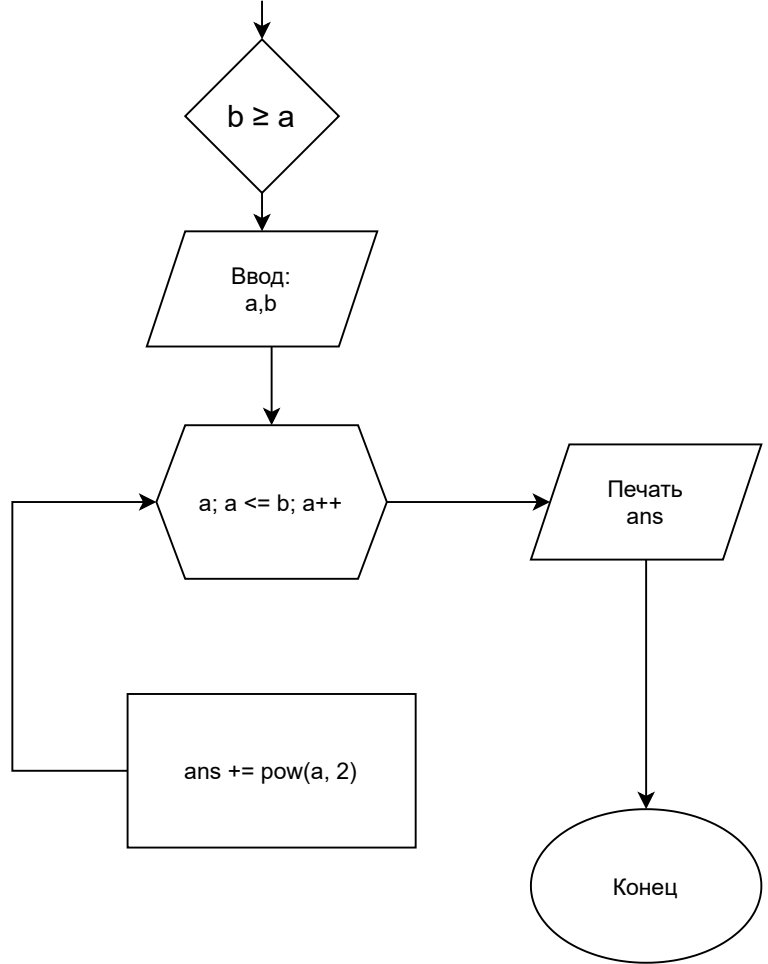 b ≥ a
Ввод:
a,b
a; a <= b; a++
Печать
ans
ans += pow(a, 2)
Конец